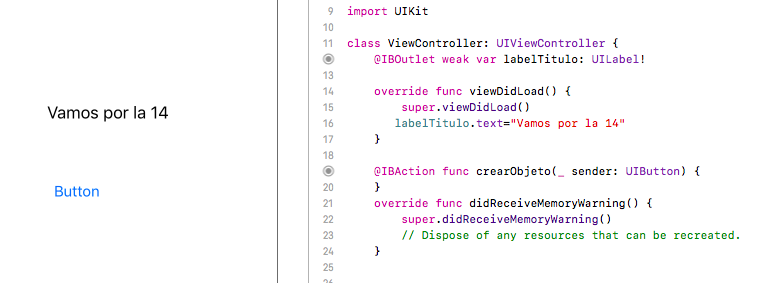 Vamos por la 14
Button
9 import UIKit
10
11 class ViewController: UIViewController {
@IBOutlet weak var labelTitulo: UILabel!
13
14 override func viewDidLoad() {
15 super.viewDidLoad()
16 labelTitulo.text="Vamos por la 14"
17 }
18
@IBAction func crearObjeto(_ sender: UIButton) {
20 }
21 override func didReceiveMemoryWarning() {
22 super.didReceiveMemoryWarning()
23 // Dispose of any resources that can be recreated.
24 }
25